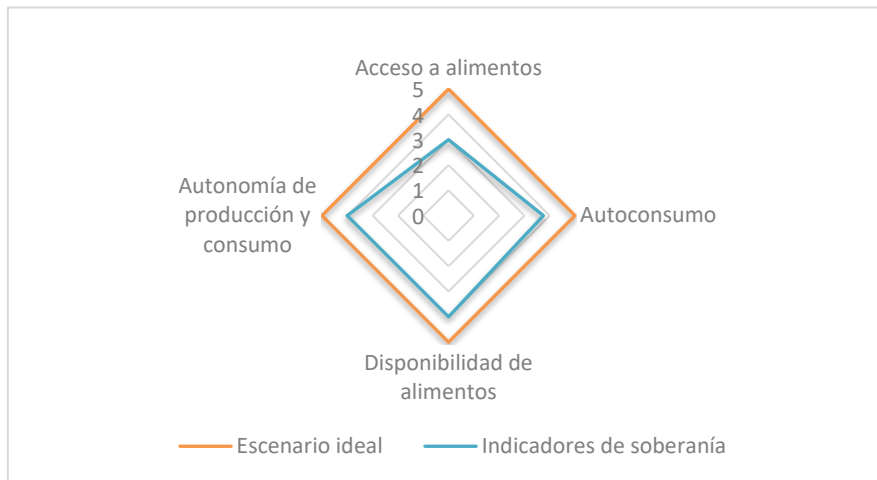 Acceso a alimentos
5
4
3
2
1
0
Autonomía de
producción y
consumo
Autoconsumo
Disponibilidad de
alimentos
Escenario ideal
Indicadores de soberanía